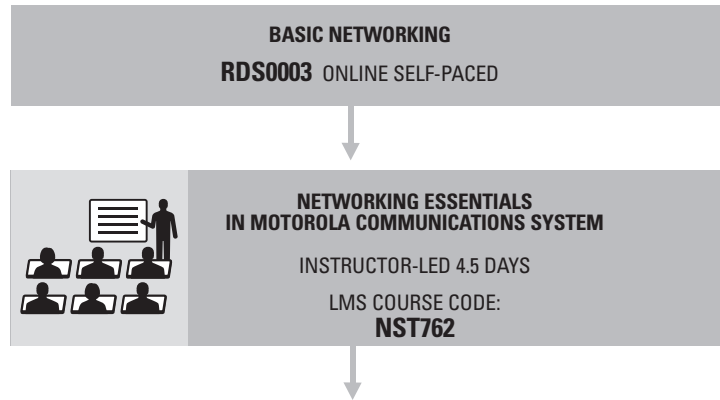 BASIC NETWORKING
RDS0003 ONLINE SELF-PACED
NETWORKING ESSENTIALS
IN MOTOROLA COMMUNICATIONS SYSTEM
INSTRUCTOR-LED 4.5 DAYS
LMS COURSE CODE:
NST762